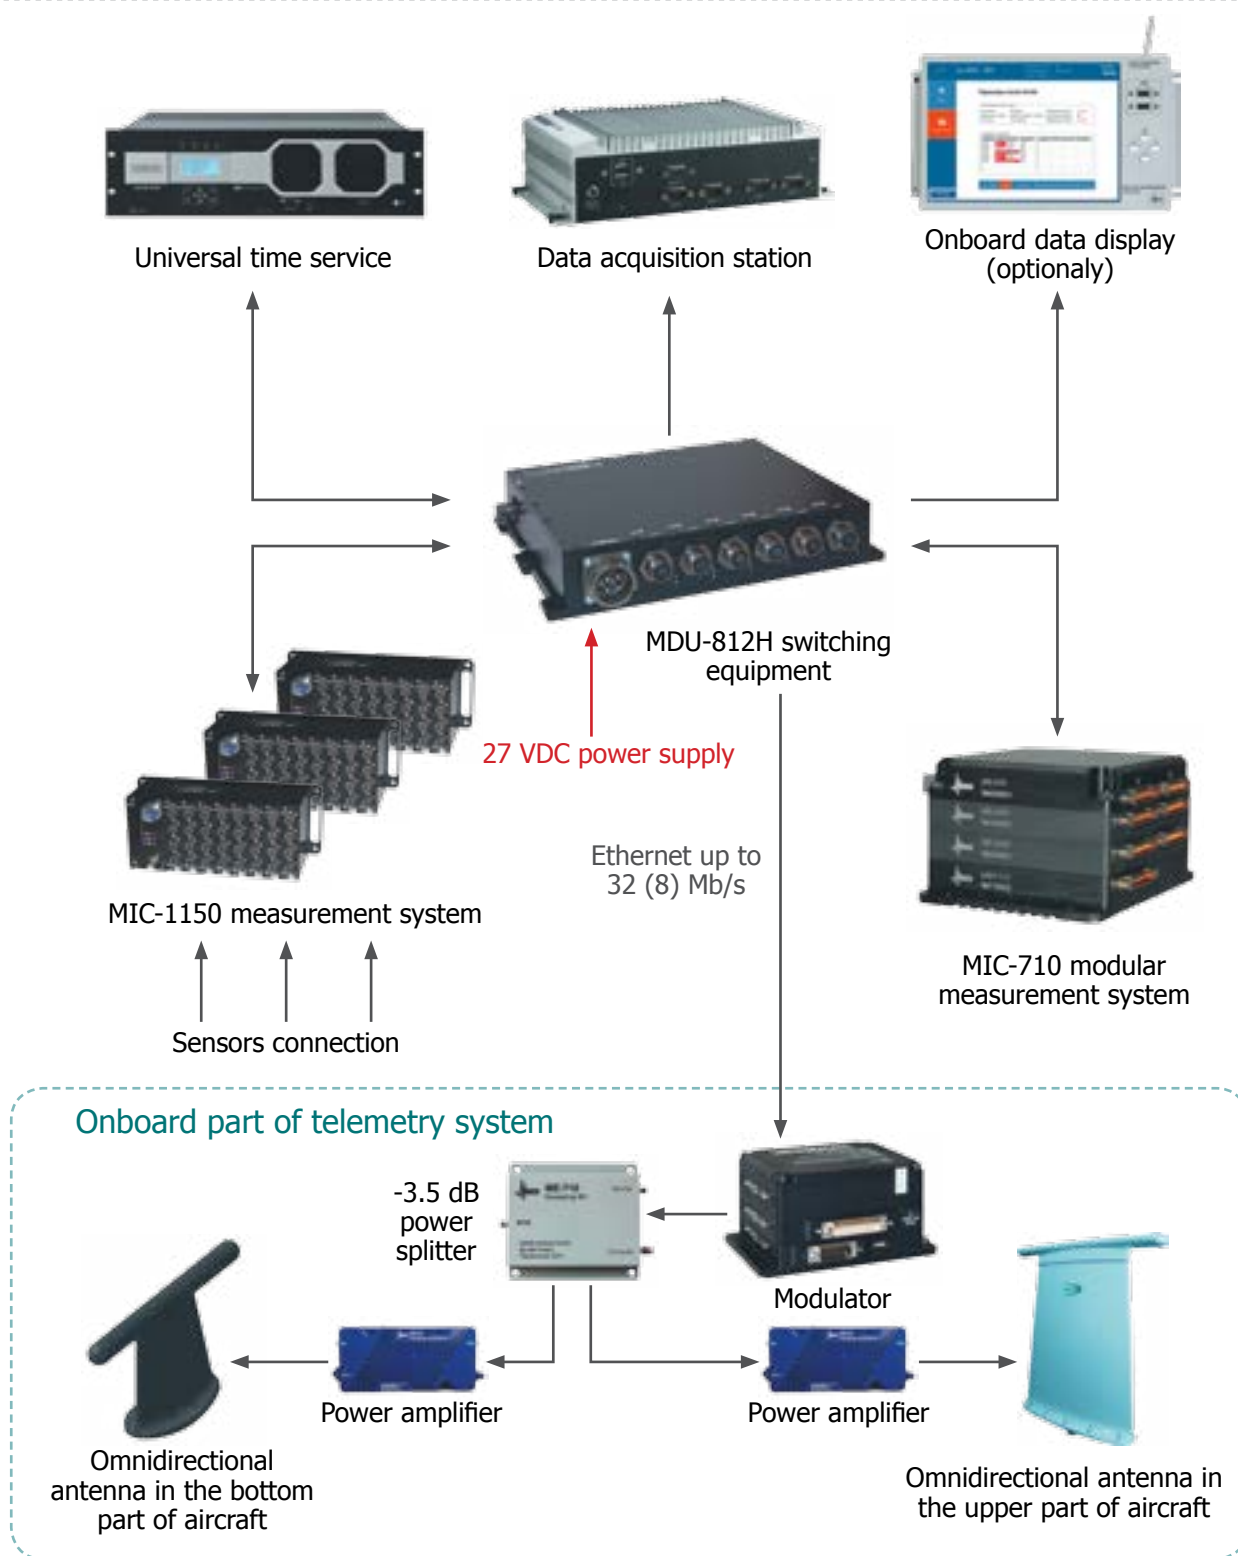 Universal time service
Data acquisition station
Onboard data display
(optionaly)
MDU-812H switching
equipment
27 VDC power supply
Ethernet up to
32 (8) Mb/s
MIC-1150 measurement system
MIC-710 modular
measurement system
Sensors connection
Onboard part of telemetry system
-3.5 dB
power
splitter
Modulator
Power amplifier
Power amplifier
Omnidirectional
antenna in the bottom
part of aircraft
Omnidirectional antenna in
the upper part of aircraft